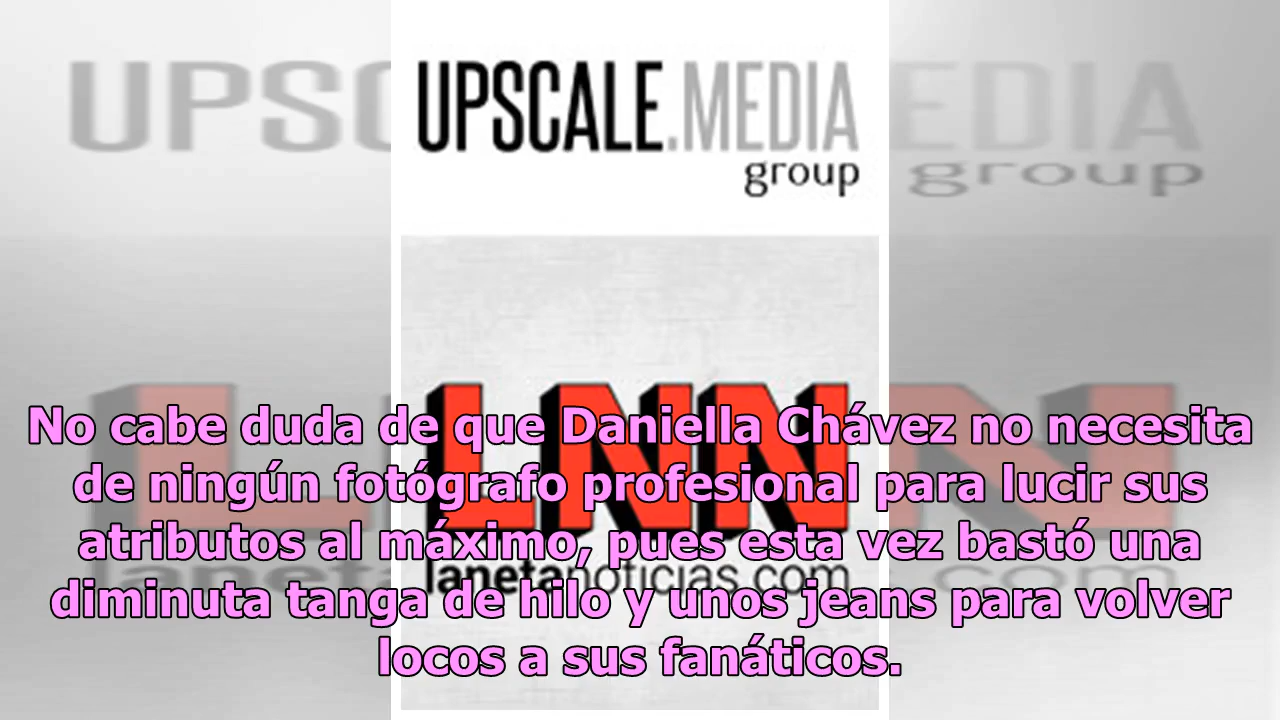 UPSCALE.MEDIA
group
LNN
lanetanoticias.com
No cabe duda de que Daniella Chávez no necesita
de ningún fotógrafo profesional para lucir sus
atributos al máximo, pues esta vez bastó una
diminuta tanga de hilo y unos jeans para volver
locos a sus fanáticos.